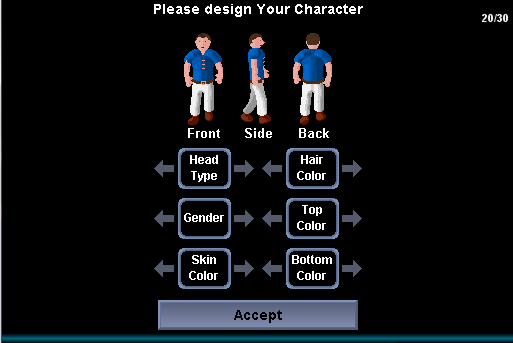 Please design Your Character
20/30
Front Side Back
Head Type
Hair Color
Gender
Top Color
Skin Color
Bottom Color
Accept